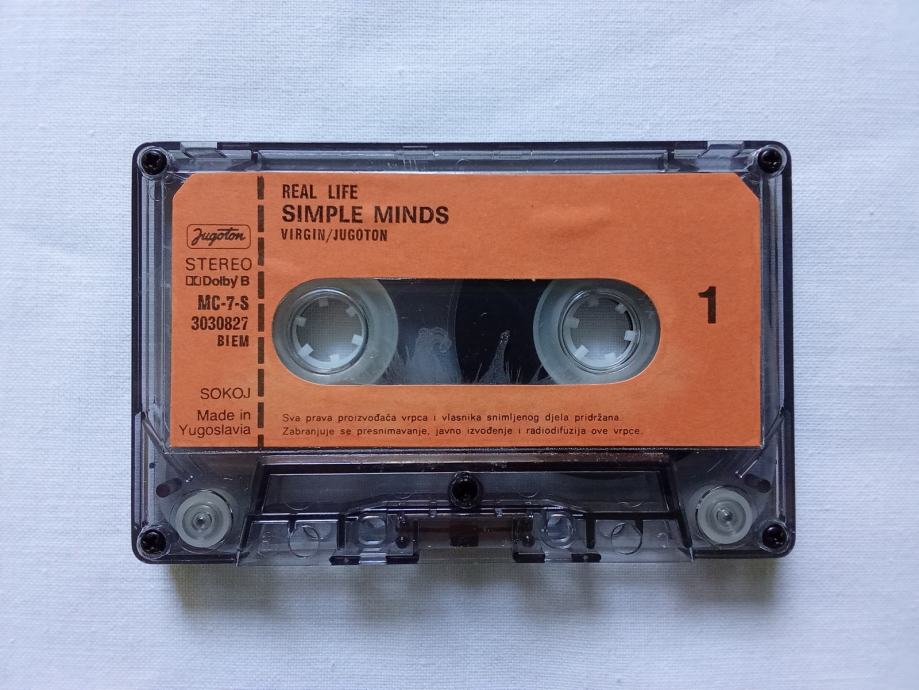 REAL LIFE
SIMPLE MINDS
VIRGIN/JUGOTON
Jugoton
STEREO
Dolby B
MC-7-S
3030827
BIEM
SOKOJ
Made in
Yugoslavia
1
Sva prava proizvođača vrpca i vlasnika snimljenog djela pridržana
Zabranjuje se presnimavanje, javno izvođenje i radiodifuzija ove vrpce.